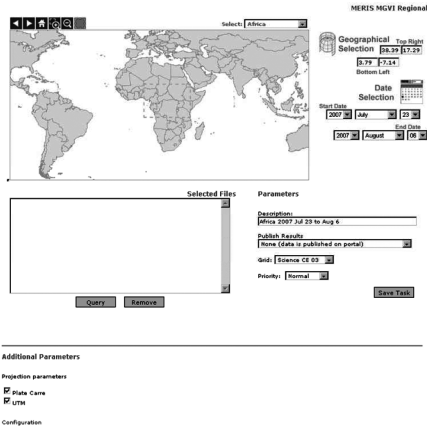 MERIS MGVI Regional
Select: Africa
Geographical Selection
Top Right
38.39 17.29
3.79 -7.14
Bottom Left
Date Selection
Start Date
2007 July 23
End Date
2007 August 06
Selected Files
Parameters
Description:
Africa 2007 Jul 23 to Aug 6
Publish Results
None (data is published on portal)
Grid: Science CE 03
Priority: Normal
Save Task
Query Remove
Additional Parameters
Projection parameters
Plate Carre
UTM
Configuration